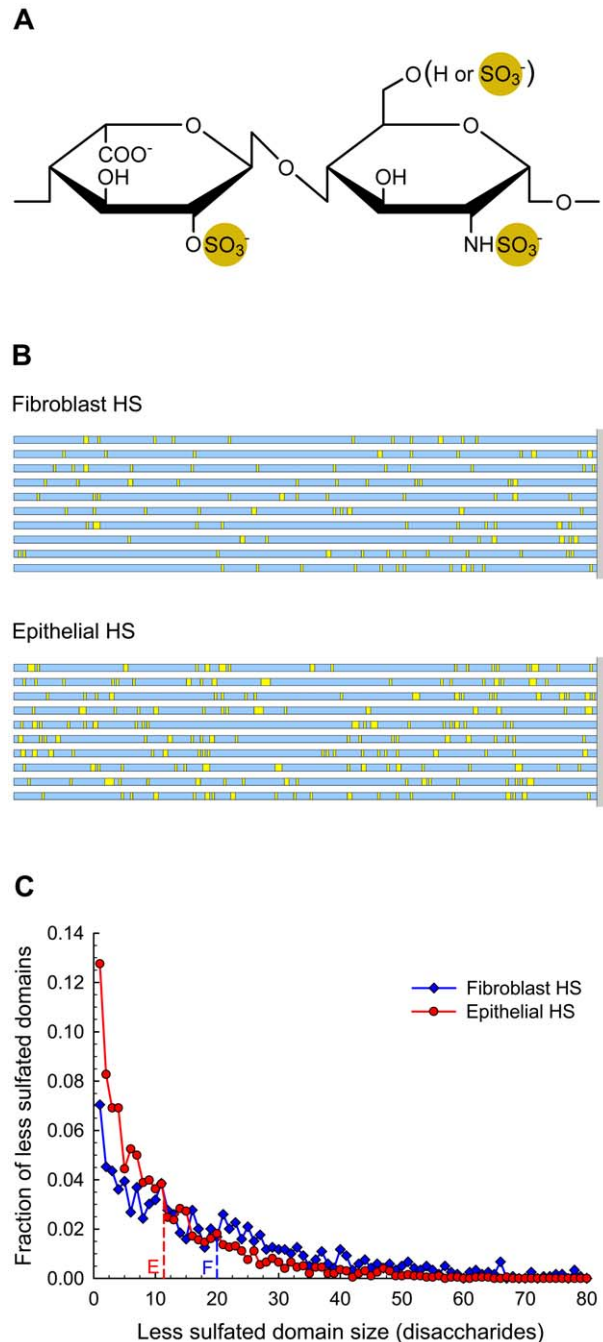 A
O(H or SO₃⁻)
O
O
COO⁻
OH
O
OH
O
OSO₃⁻
NHSO₃⁻
B
Fibroblast HS
Epithelial HS
C
0.14
0.12
0.10
0.08
0.06
0.04
0.02
0.00
Fraction of less sulfated domains
Fibroblast HS
Epithelial HS
E
F
0 10 20 30 40 50 60 70 80
Less sulfated domain size (disaccharides)